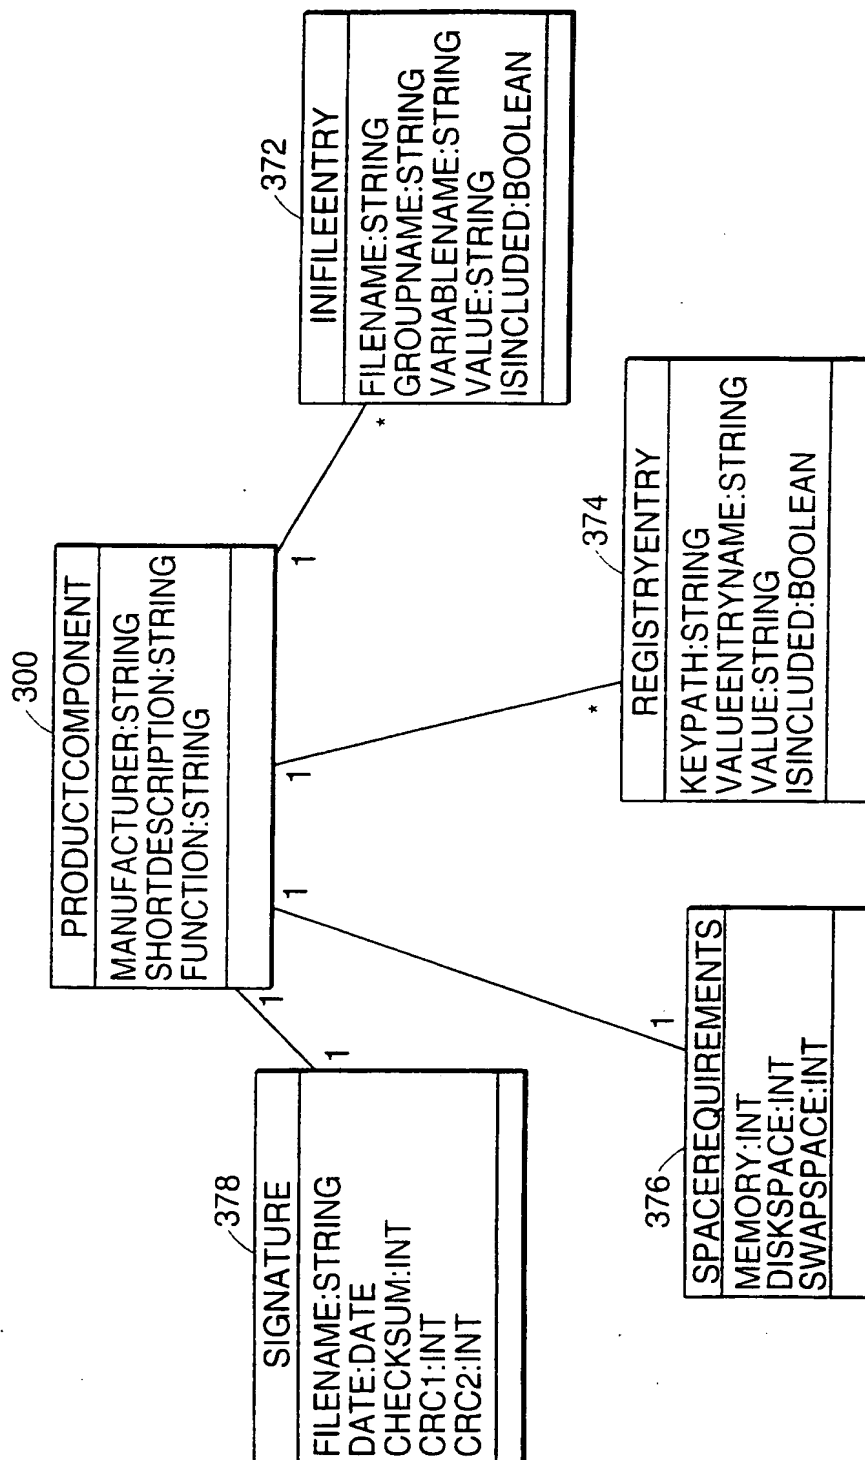 300
PRODUCTCOMPONENT
MANUFACTURER:STRING
SHORTDESCRIPTION:STRING
FUNCTION:STRING
1
1
1
1
378
SIGNATURE
FILENAME:STRING
DATE:DATE
CHECKSUM:INT
CRC1:INT
CRC2:INT
1
376
SPACEREQUIREMENTS
MEMORY:INT
DISKSPACE:INT
SWAPSPACE:INT
1
374
REGISTRYENTRY
KEYPATH:STRING
VALUEENTRYNAME:STRING
VALUE:STRING
ISINCLUDED:BOOLEAN
*
372
INIFILEENTRY
FILENAME:STRING
GROUPNAME:STRING
VARIABLENAME:STRING
VALUE:STRING
ISINCLUDED:BOOLEAN
*